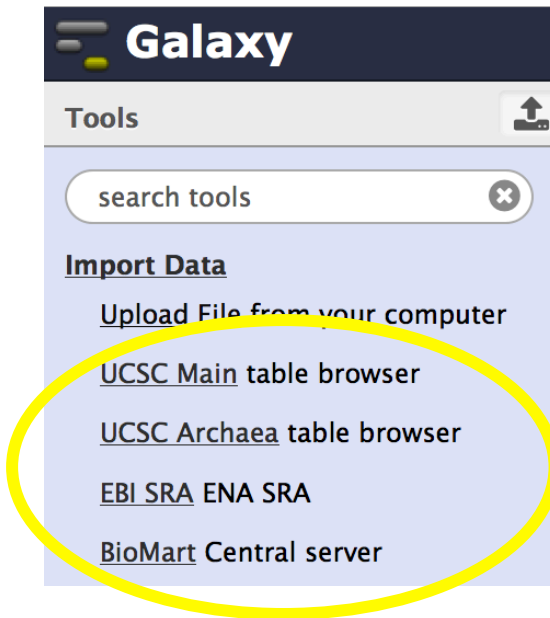 Galaxy
Tools
search tools
Import Data
Upload File from your computer
UCSC Main table browser
UCSC Archaea table browser
EBI SRA ENA SRA
BioMart Central server